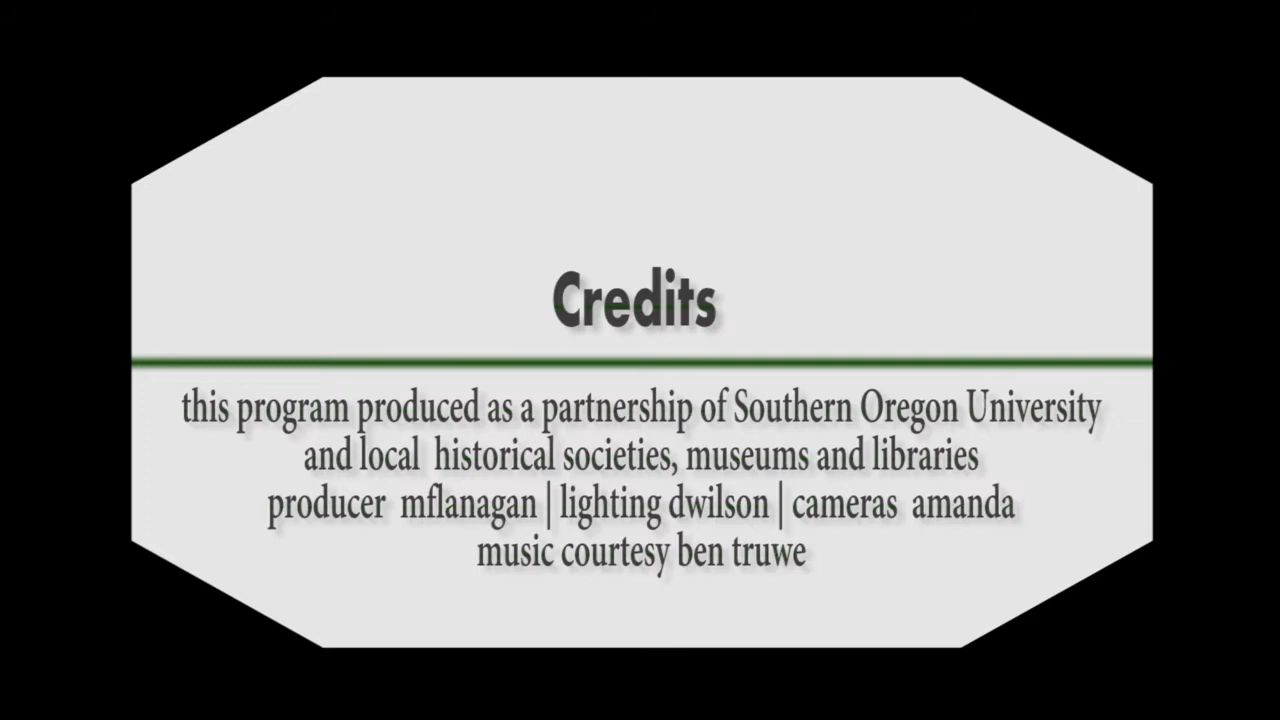 Credits
this program produced as a partnership of Southern Oregon University
and local historical societies, museums and libraries
producer mflanagan | lighting dwilson | cameras amanda
music courtesy ben truwe